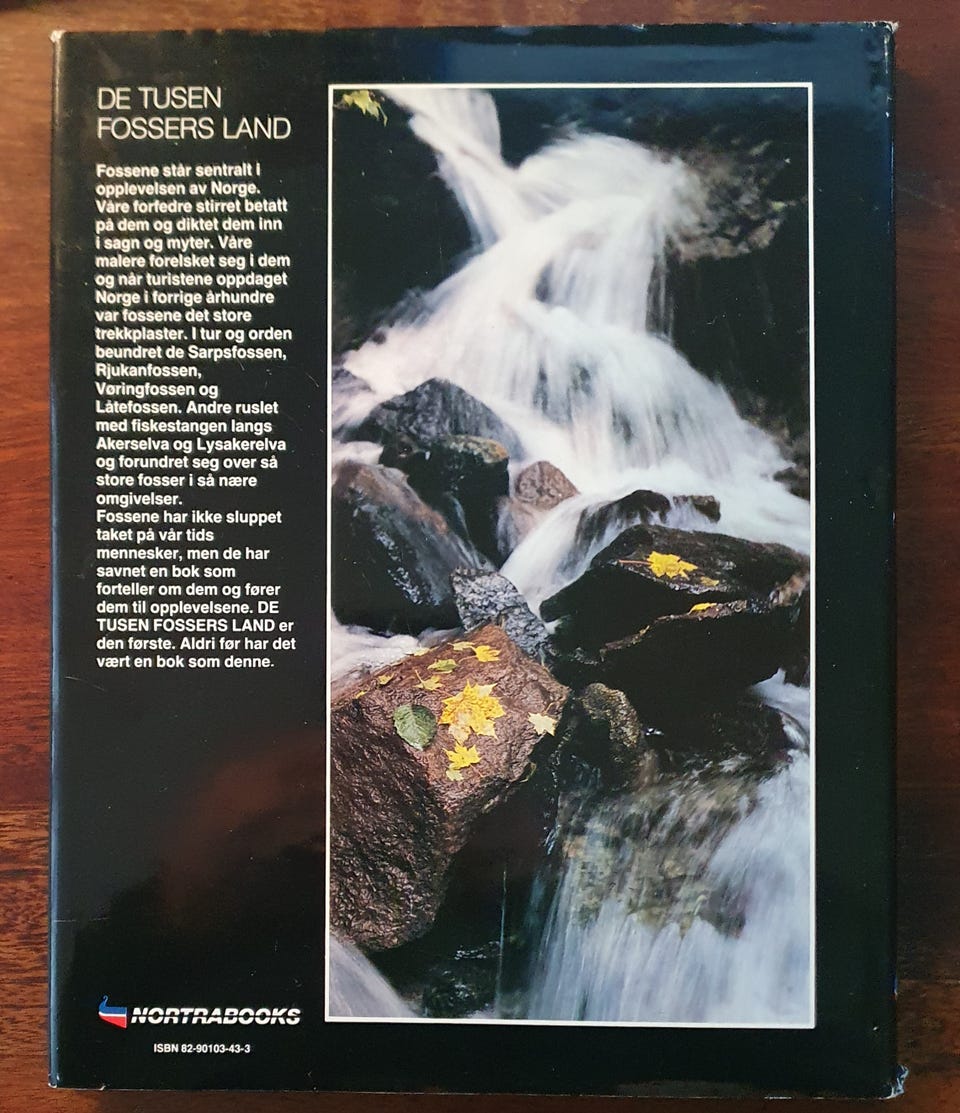 DE TUSEN
FOSSERS LAND
Fossene står sentralt i
opplevelsen av Norge.
Våre forfedre stirret betatt
på dem og diktet dem inn
i sagn og myter. Våre
malere forelsket seg i dem
og når turistene oppdaget
Norge i forrige århundre
var fossene det store
trekkplaster. I tur og orden
beundret de Sarpsfossen,
Rjukanfossen,
Vøringfossen og
Låtefossen. Andre ruslet
med fiskestangen langs
Akerselva og Lysakerelva
og forundret seg over så
store fosser i så nære
omgivelser.
Fossene har ikke sluppet
taket på vår tids
mennesker, men de har
savnet en bok som
forteller om dem og fører
dem til opplevelsene. DE
TUSEN FOSSERS LAND er
den første. Aldri før har det
vært en bok som denne.
NORTRABOOKS
ISBN 82-90103-43-3